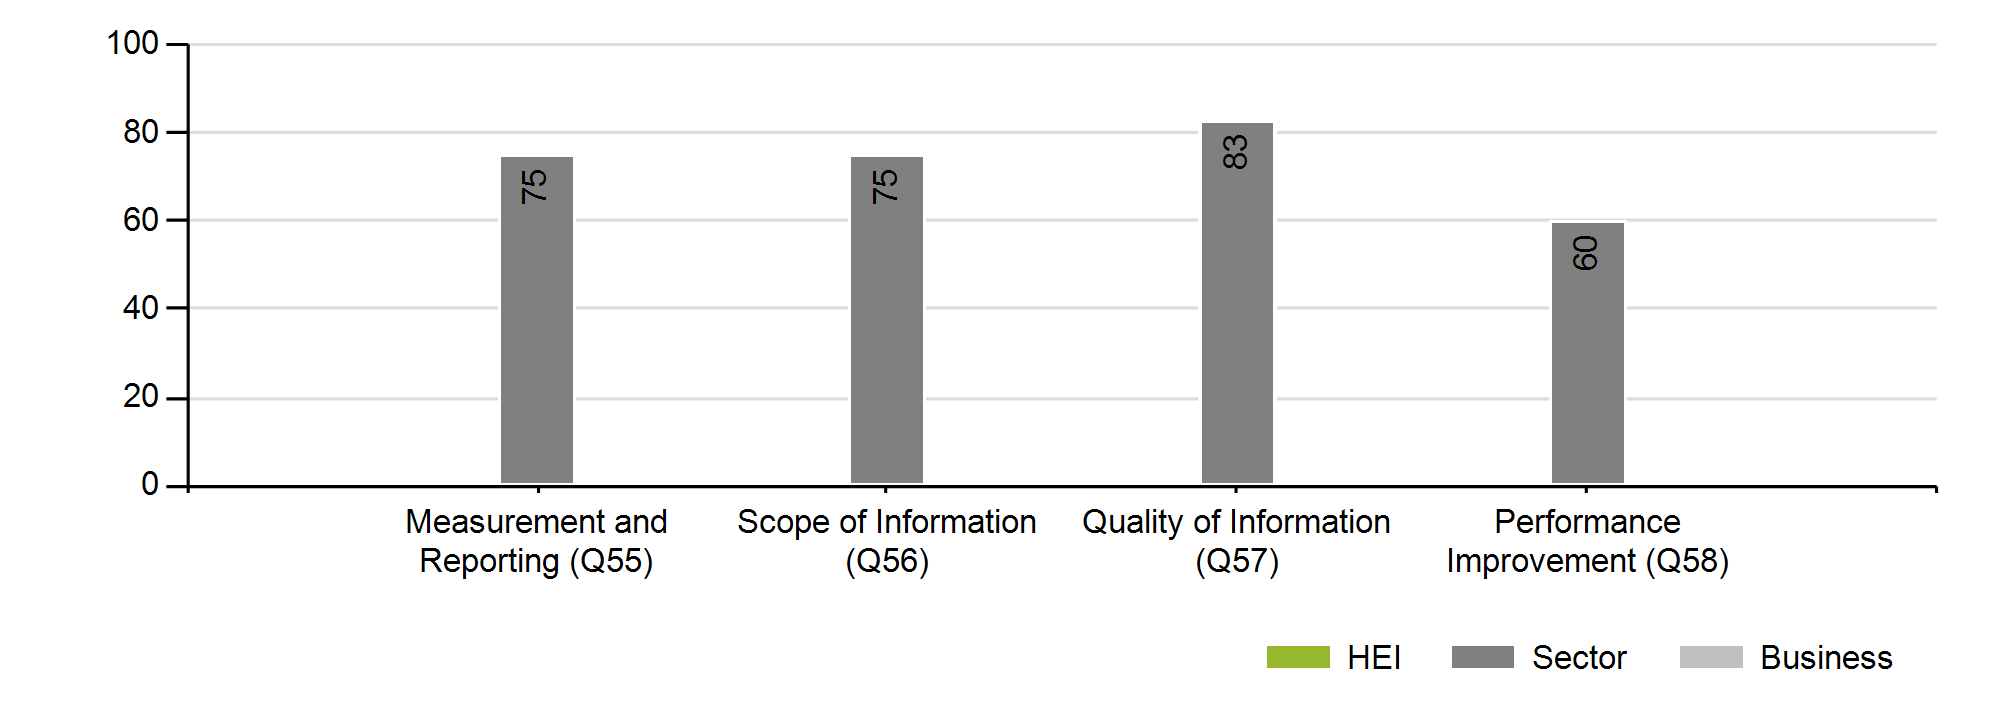 100
80
60
40
20
0
75
75
83
60
Measurement and
Reporting (Q55)
Scope of Information
(Q56)
Quality of Information
(Q57)
Performance
Improvement (Q58)
HEI
Sector
Business